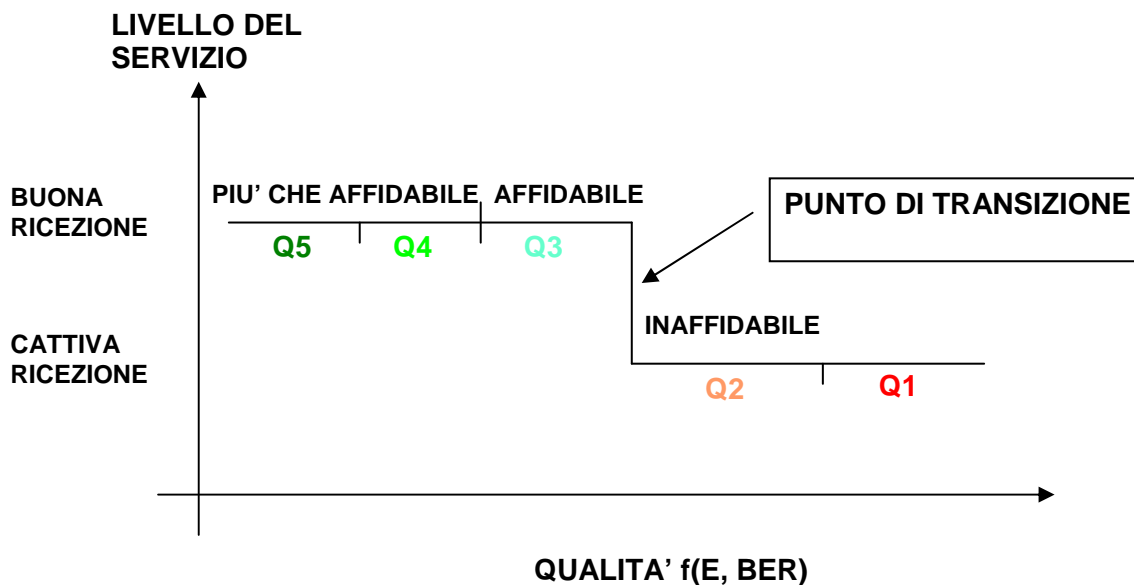 LIVELLO DEL
SERVIZIO
BUONA
RICEZIONE
PIU' CHE AFFIDABILE
AFFIDABILE
PUNTO DI TRANSIZIONE
Q5
Q4
Q3
INAFFIDABILE
CATTIVA
RICEZIONE
Q2
Q1
QUALITA' f(E, BER)